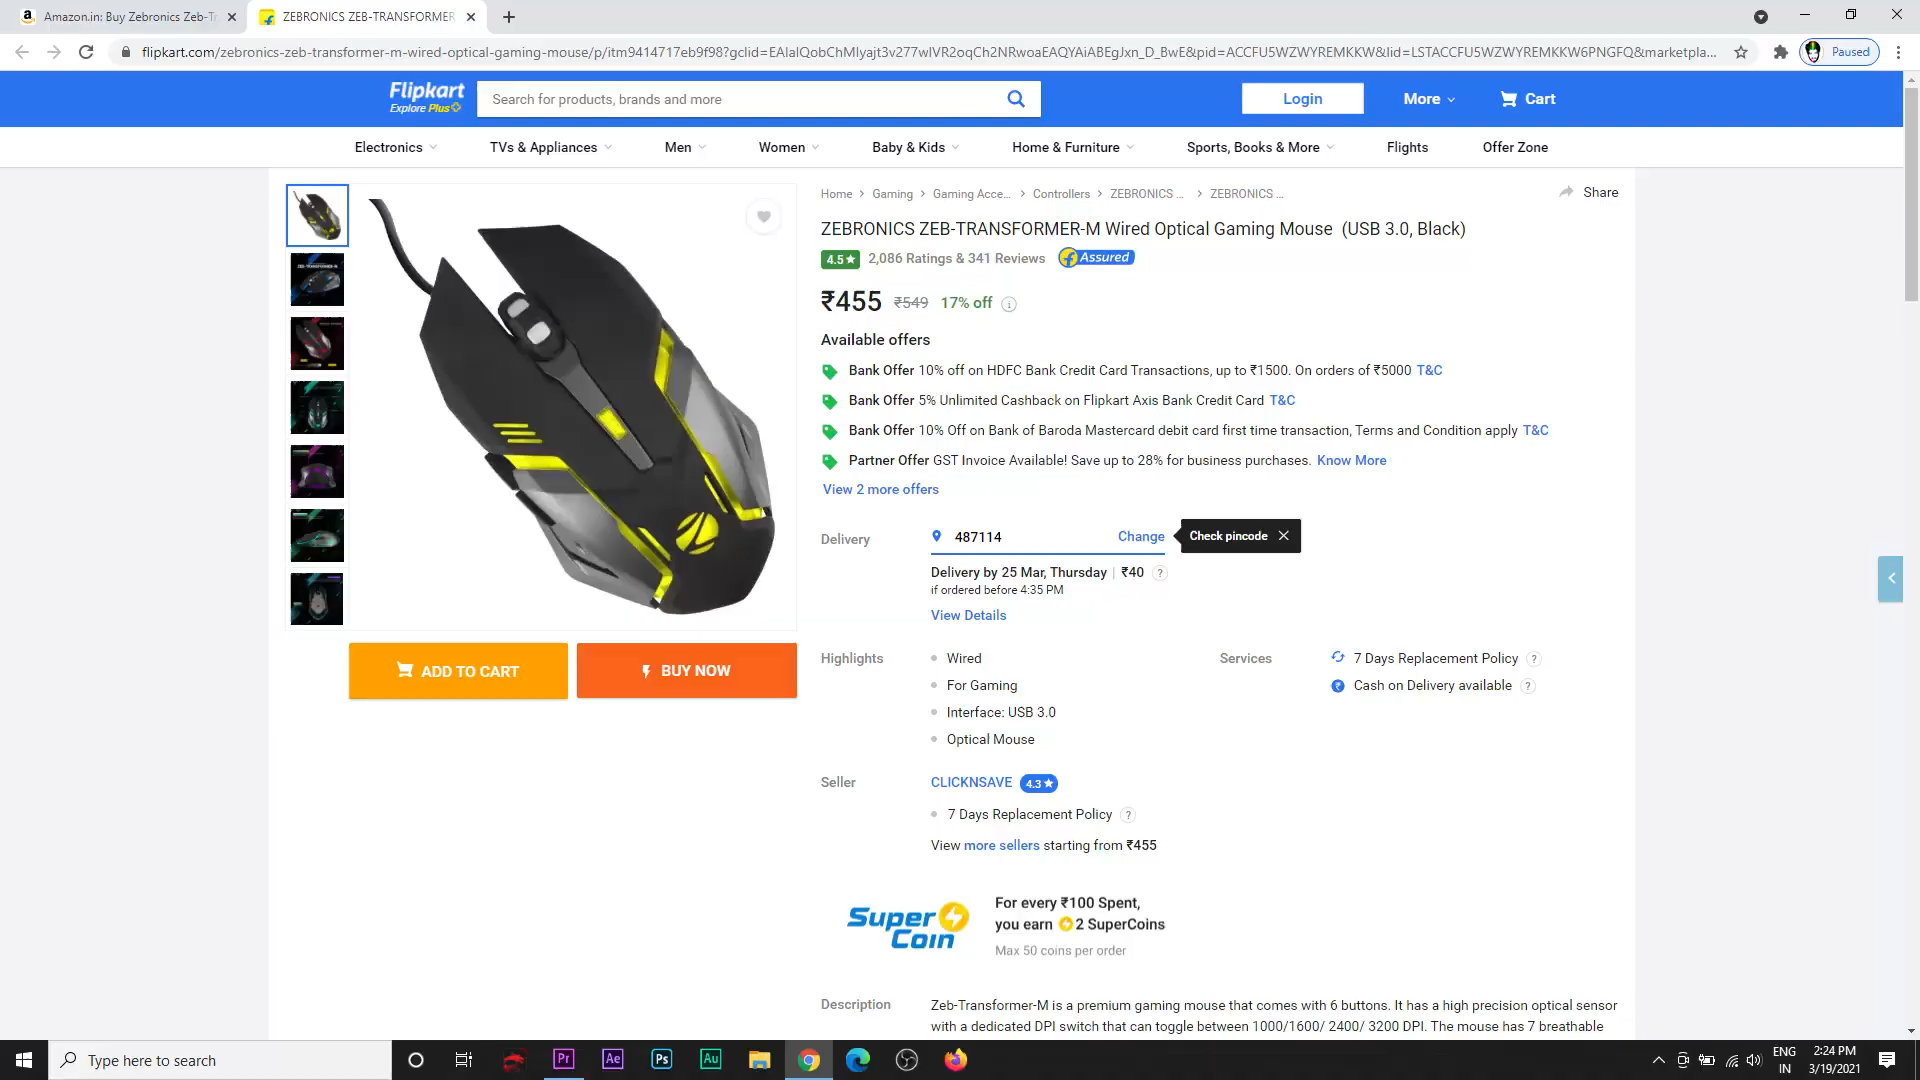 Amazon.in: Buy Zebronics Zeb-Tr
ZEBRONICS ZEB-TRANSFORMER
flipkart.com/zebronics-zeb-transformer-m-wired-optical-gaming-mouse/p/itm9414717eb9f98?gclid=EAIaIQobChMIyajt3v277wIVR2oqCh2NRwoaEAQYAiABEgJxn_D_BwE&pid=ACCFU5WZWYREMKKW&lid=LSTACCFU5WZWYREMKKW6PNGFQ&marketpla...
Paused
Flipkart
Explore Plus
Search for products, brands and more
Login
More
Cart
Electronics
TVs & Appliances
Men
Women
Baby & Kids
Home & Furniture
Sports, Books & More
Flights
Offer Zone
Home
Gaming
Gaming Acce...
Controllers
ZEBRONICS ...
ZEBRONICS ...
Share
ZEBRONICS ZEB-TRANSFORMER-M Wired Optical Gaming Mouse (USB 3.0, Black)
4.5★ 2,086 Ratings & 341 Reviews Assured
₹455 ₹549 17% off
Available offers
Bank Offer 10% off on HDFC Bank Credit Card Transactions, up to ₹1500. On orders of ₹5000 T&C
Bank Offer 5% Unlimited Cashback on Flipkart Axis Bank Credit Card T&C
Bank Offer 10% Off on Bank of Baroda Mastercard debit card first time transaction, Terms and Condition apply T&C
Partner Offer GST Invoice Available! Save up to 28% for business purchases. Know More
View 2 more offers
Delivery
487114
Change
Check pincode
Delivery by 25 Mar, Thursday | ₹40 ?
if ordered before 4:35 PM
View Details
ADD TO CART
BUY NOW
Highlights
Wired
For Gaming
Interface: USB 3.0
Optical Mouse
Services
7 Days Replacement Policy ?
Cash on Delivery available ?
Seller
CLICKNSAVE 4.3★
7 Days Replacement Policy ?
View more sellers starting from ₹455
Super Coin
For every ₹100 Spent,
you earn 2 SuperCoins
Max 50 coins per order
Description
Zeb-Transformer-M is a premium gaming mouse that comes with 6 buttons. It has a high precision optical sensor
with a dedicated DPI switch that can toggle between 1000/1600/ 2400/ 3200 DPI. The mouse has 7 breathable
Type here to search
Pr
Ae
Ps
Au
ENG
IN
2:24 PM
3/19/2021